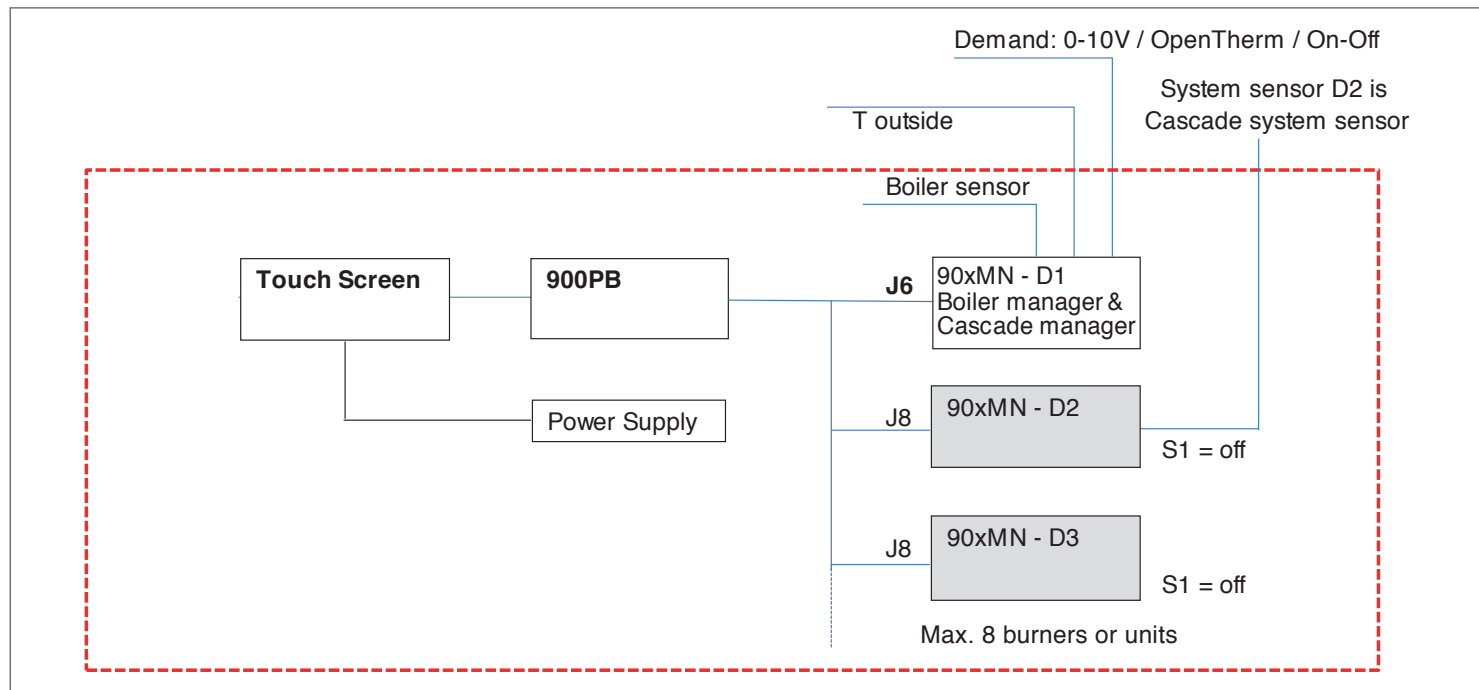 Demand: 0-10V / OpenTherm / On-Off
System sensor D2 is
Cascade system sensor
T outside
Boiler sensor
Touch Screen
900PB
J6
90xMN - D1
Boiler manager &
Cascade manager
Power Supply
J8
90xMN - D2
S1 = off
J8
90xMN - D3
S1 = off
Max. 8 burners or units